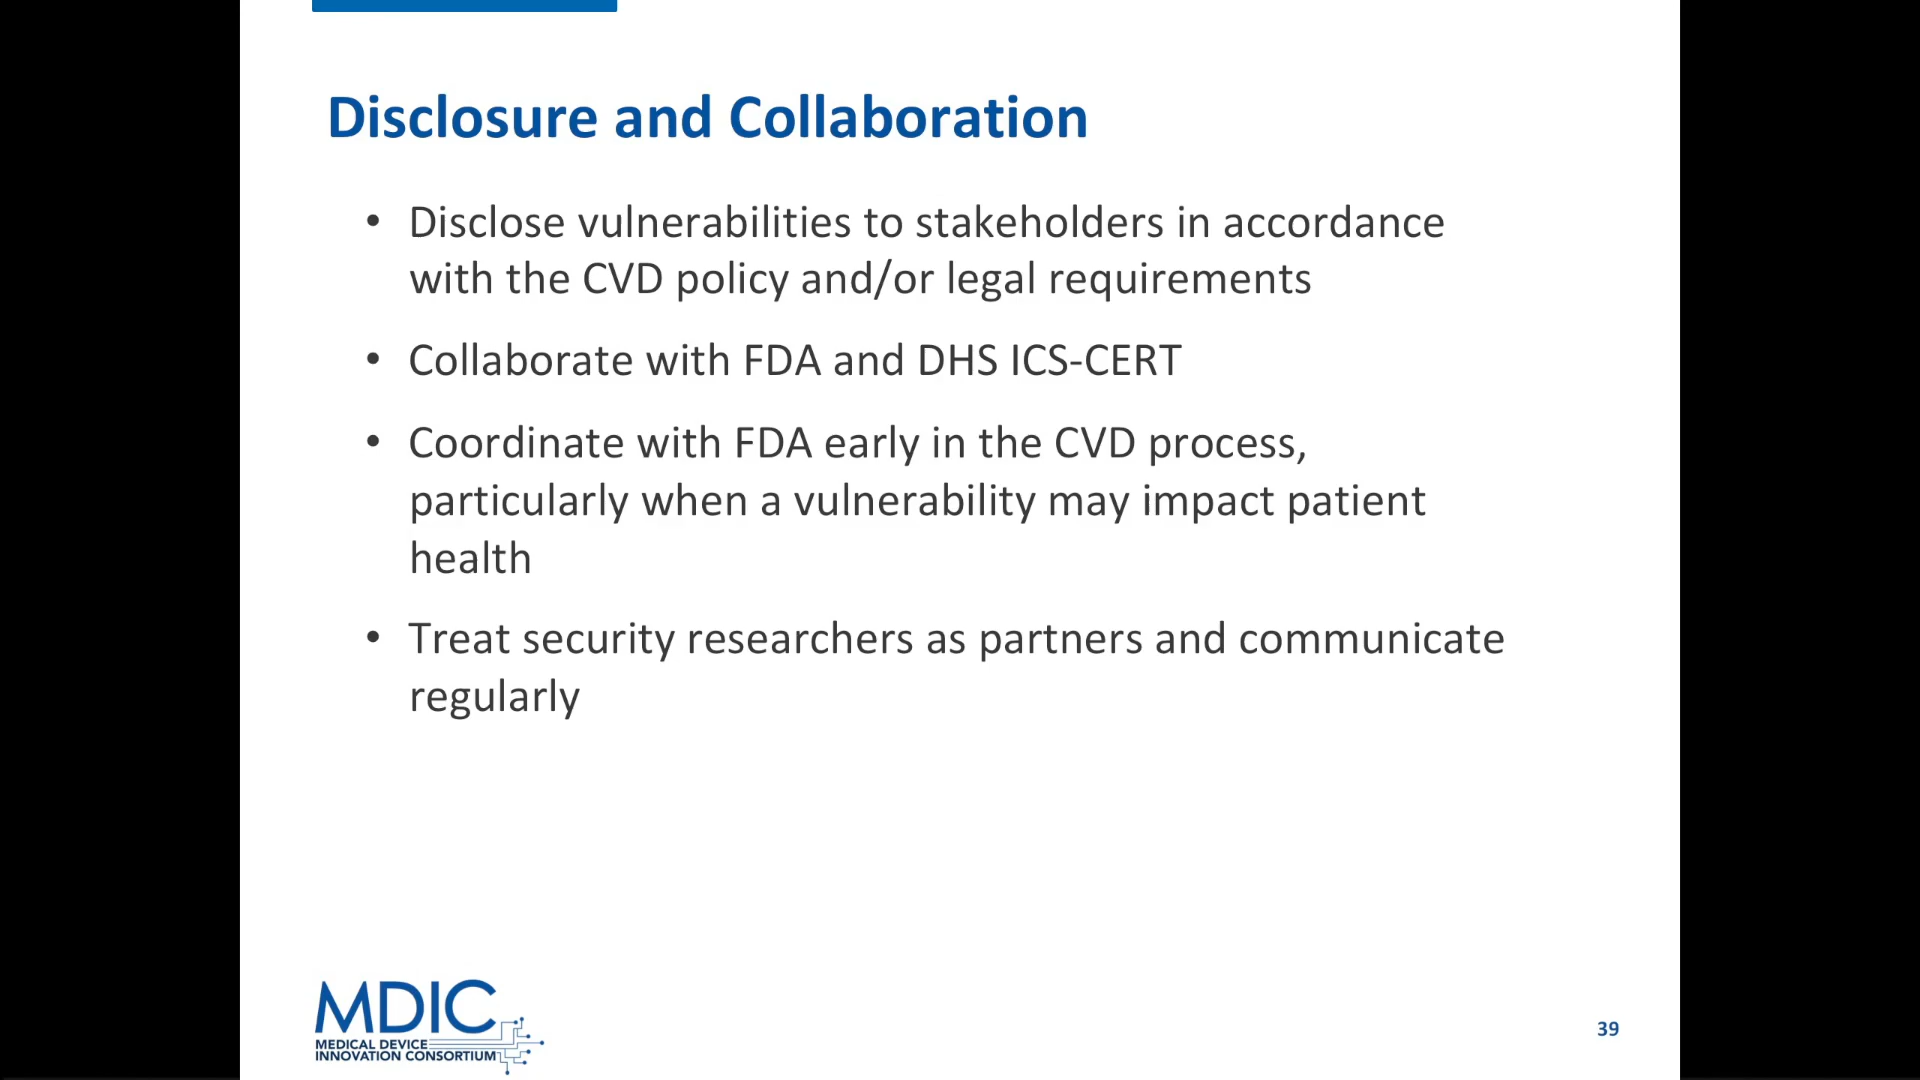 Disclosure and Collaboration
• Disclose vulnerabilities to stakeholders in accordance
with the CVD policy and/or legal requirements
• Collaborate with FDA and DHS ICS-CERT
• Coordinate with FDA early in the CVD process,
particularly when a vulnerability may impact patient
health
• Treat security researchers as partners and communicate
regularly
MDIC
MEDICAL DEVICE
INNOVATION CONSORTIUM
39